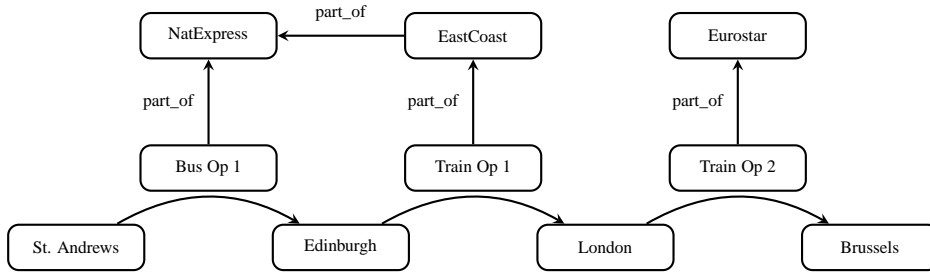 part_of
NatExpress
EastCoast
Eurostar
part_of
part_of
part_of
Bus Op 1
Train Op 1
Train Op 2
St. Andrews
Edinburgh
London
Brussels